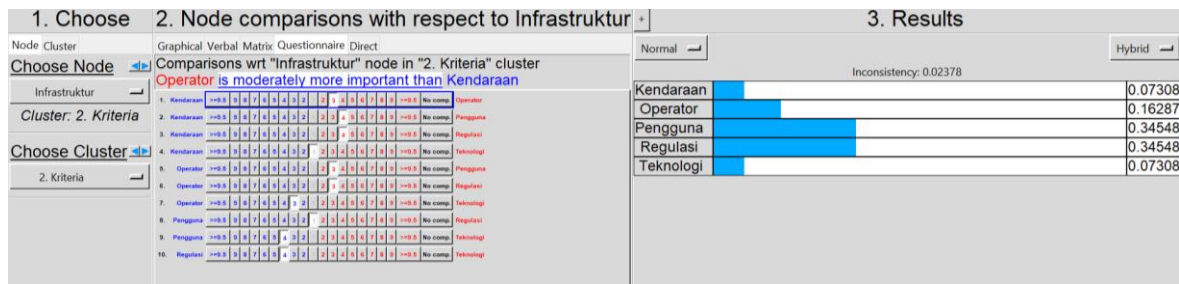 1. Choose
Node Cluster
Choose Node
Infrastruktur
Cluster: 2. Kriteria
Choose Cluster
2. Kriteria
2. Node comparisons with respect to Infrastruktur
Graphical Verbal Matrix Questionnaire Direct
Comparisons wrt "Infrastruktur" node in "2. Kriteria" cluster
Operator is moderately more important than Kendaraan
1. Kendaraan >=9.5 9 8 7 6 5 4 3 2 2 3 4 5 6 7 8 9 >=9.5 No comp. Operator
2. Kendaraan >=9.5 9 8 7 6 5 4 3 2 2 3 4 5 6 7 8 9 >=9.5 No comp. Pengguna
3. Kendaraan >=9.5 9 8 7 6 5 4 3 2 2 3 4 5 6 7 8 9 >=9.5 No comp. Regulasi
4. Kendaraan >=9.5 9 8 7 6 5 4 3 2 1 2 3 4 5 6 7 8 9 >=9.5 No comp. Teknologi
5. Operator >=9.5 9 8 7 6 5 4 3 2 2 3 4 5 6 7 8 9 >=9.5 No comp. Pengguna
6. Operator >=9.5 9 8 7 6 5 4 3 2 2 3 4 5 6 7 8 9 >=9.5 No comp. Regulasi
7. Operator >=9.5 9 8 7 6 5 4 3 2 2 3 4 5 6 7 8 9 >=9.5 No comp. Teknologi
8. Pengguna >=9.5 9 8 7 6 5 4 3 2 1 2 3 4 5 6 7 8 9 >=9.5 No comp. Regulasi
9. Pengguna >=9.5 9 8 7 6 5 4 3 2 2 3 4 5 6 7 8 9 >=9.5 No comp. Teknologi
10. Regulasi >=9.5 9 8 7 6 5 4 3 2 2 3 4 5 6 7 8 9 >=9.5 No comp. Teknologi
+ 3. Results
Normal Hybrid
Inconsistency: 0.02378
Kendaraan 0.07308
Operator 0.16287
Pengguna 0.34548
Regulasi 0.34548
Teknologi 0.07308